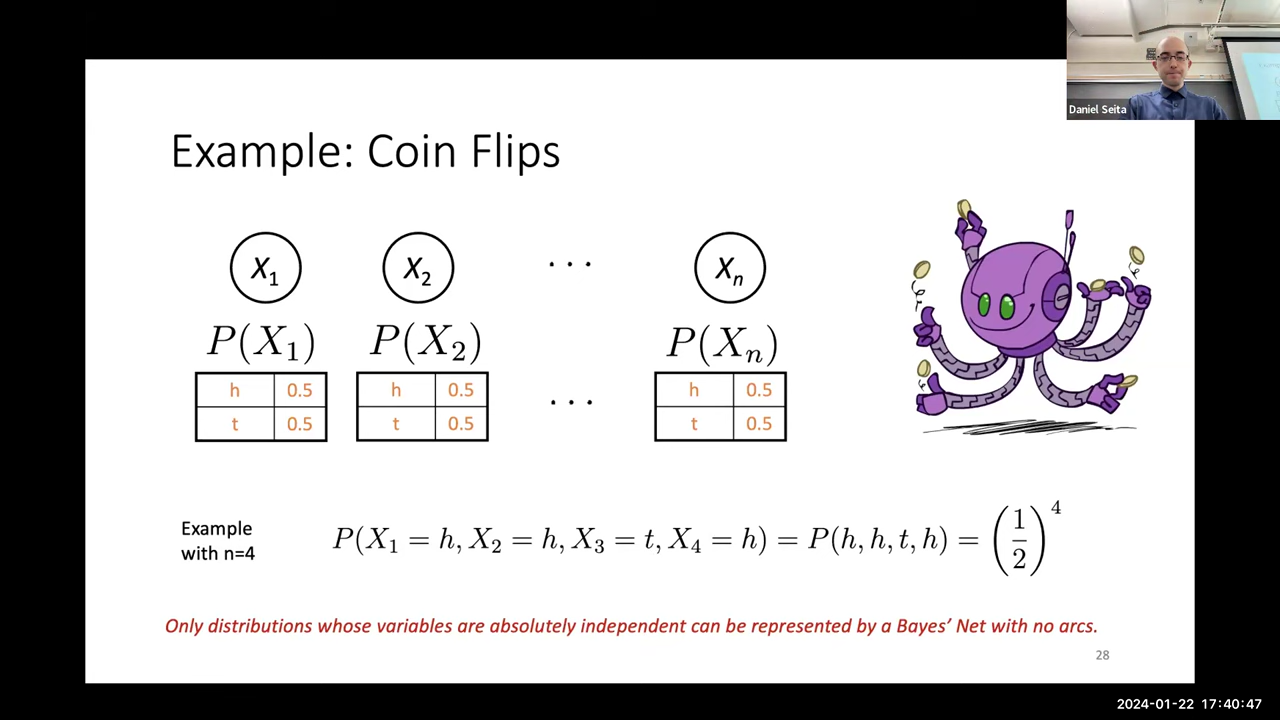 Daniel Seita
Example: Coin Flips
X₁ X₂ ... Xₙ
P(X₁) P(X₂) P(Xₙ)
h 0.5 h 0.5 h 0.5
...
t 0.5 t 0.5 t 0.5
Example
with n=4
P(X₁ = h, X₂ = h, X₃ = t, X₄ = h) = P(h, h, t, h) = (1/2)⁴
Only distributions whose variables are absolutely independent can be represented by a Bayes’ Net with no arcs.
28
2024-01-22 17:40:47